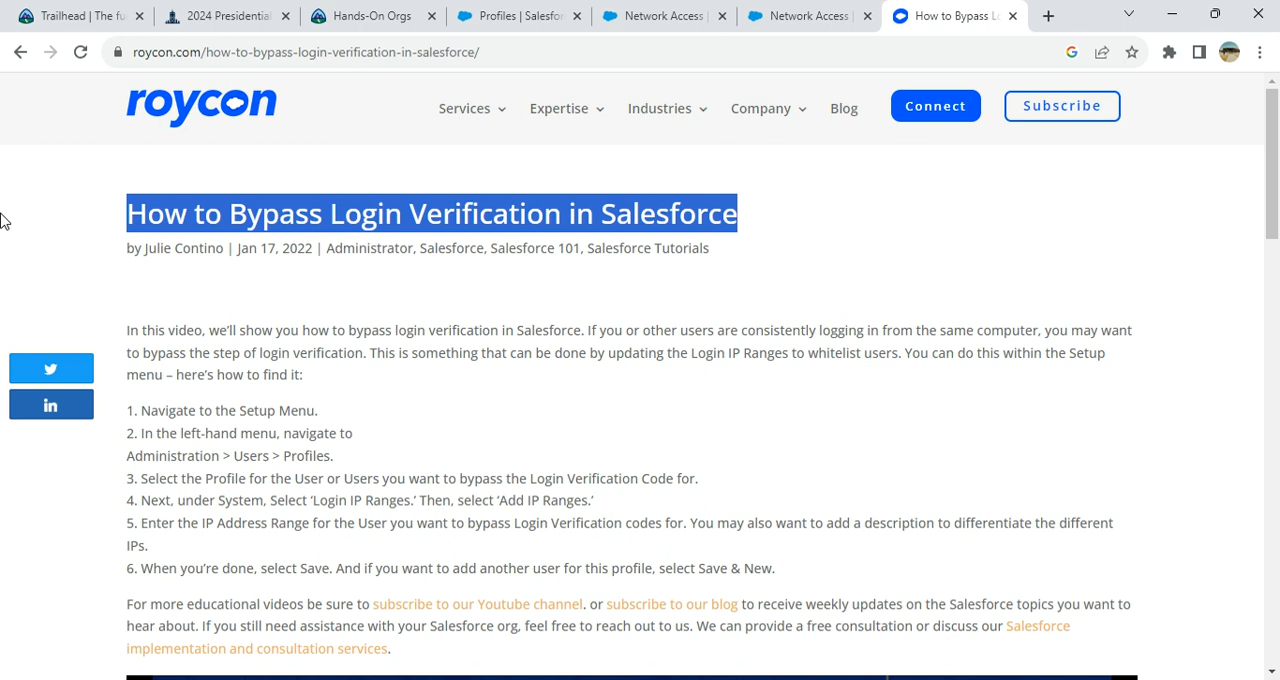 Trailhead | The fu
2024 Presidential
Hands-On Orgs
Profiles | Salesfor
Network Access |
Network Access |
How to Bypass Lo
roycon.com/how-to-bypass-login-verification-in-salesforce/
roycon
Services
Expertise
Industries
Company
Blog
Connect
Subscribe
How to Bypass Login Verification in Salesforce
by Julie Contino | Jan 17, 2022 | Administrator, Salesforce, Salesforce 101, Salesforce Tutorials
In this video, we’ll show you how to bypass login verification in Salesforce. If you or other users are consistently logging in from the same computer, you may want
to bypass the step of login verification. This is something that can be done by updating the Login IP Ranges to whitelist users. You can do this within the Setup
menu – here’s how to find it:
1. Navigate to the Setup Menu.
2. In the left-hand menu, navigate to
Administration > Users > Profiles.
3. Select the Profile for the User or Users you want to bypass the Login Verification Code for.
4. Next, under System, Select ‘Login IP Ranges.’ Then, select ‘Add IP Ranges.’
5. Enter the IP Address Range for the User you want to bypass Login Verification codes for. You may also want to add a description to differentiate the different
IPs.
6. When you’re done, select Save. And if you want to add another user for this profile, select Save & New.
For more educational videos be sure to subscribe to our Youtube channel. or subscribe to our blog to receive weekly updates on the Salesforce topics you want to
hear about. If you still need assistance with your Salesforce org, feel free to reach out to us. We can provide a free consultation or discuss our Salesforce
implementation and consultation services.